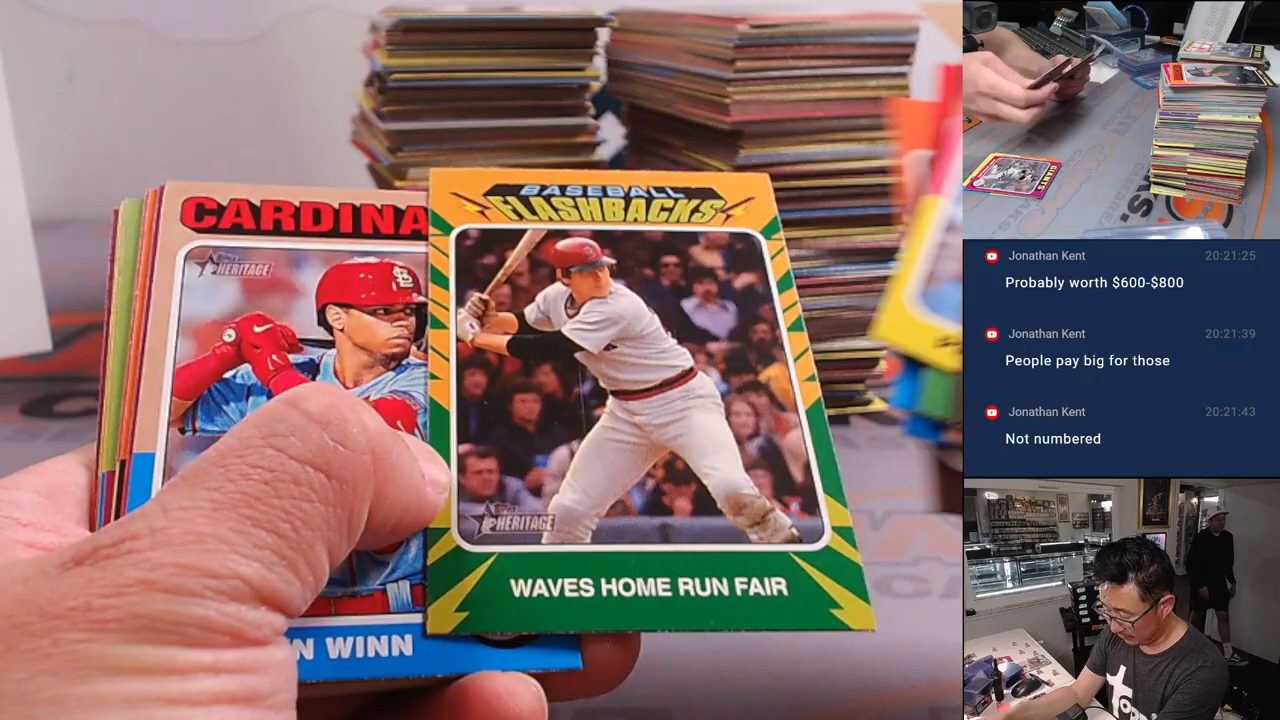 BASEBALL
FLASHBACKS
CARDINA
Topps
HERITAGE
Topps
HERITAGE
WAVES HOME RUN FAIR
N WINN
GIANTS
Jonathan Kent
20:21:25
Probably worth $600-$800
Jonathan Kent
20:21:39
People pay big for those
Jonathan Kent
20:21:43
Not numbered